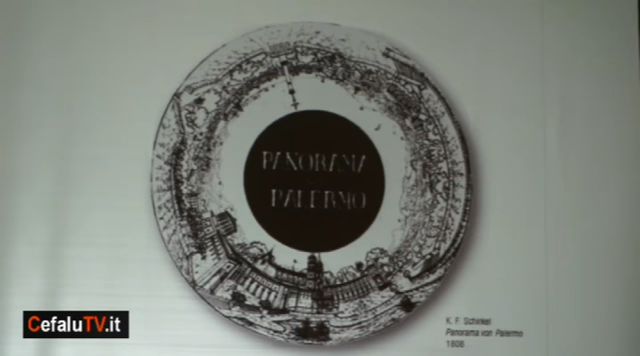 PANORAMA
PALERMO
K. F. Schinkel
Panorama von Palermo
1808
CefaluTV.it